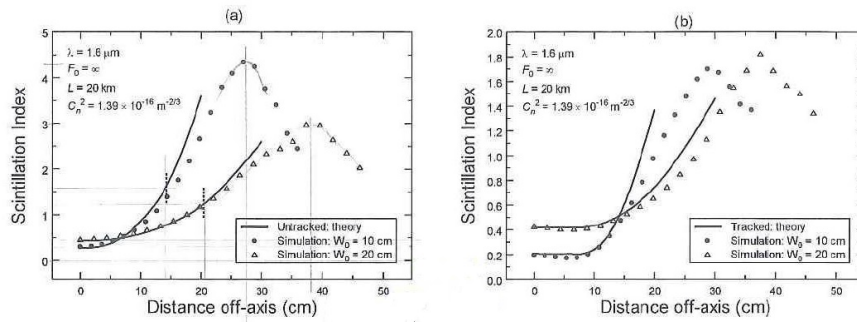 (a)
5
4
3
2
1
0
Scintillation Index
λ = 1.6 μm
F₀ = ∞
L = 20 km
Cₙ² = 1.39 × 10⁻¹⁶ m⁻²/³
Untracked: theory
Simulation: W₀ = 10 cm
Simulation: W₀ = 20 cm
0 10 20 30 40 50
Distance off-axis (cm)
(b)
2.0
1.8
1.6
1.4
1.2
1.0
0.8
0.6
0.4
0.2
0.0
Scintillation Index
λ = 1.6 μm
F₀ = ∞
L = 20 km
Cₙ² = 1.39 × 10⁻¹⁶ m⁻²/³
Tracked: theory
Simulation: W₀ = 10 cm
Simulation: W₀ = 20 cm
0 10 20 30 40 50
Distance off-axis (cm)